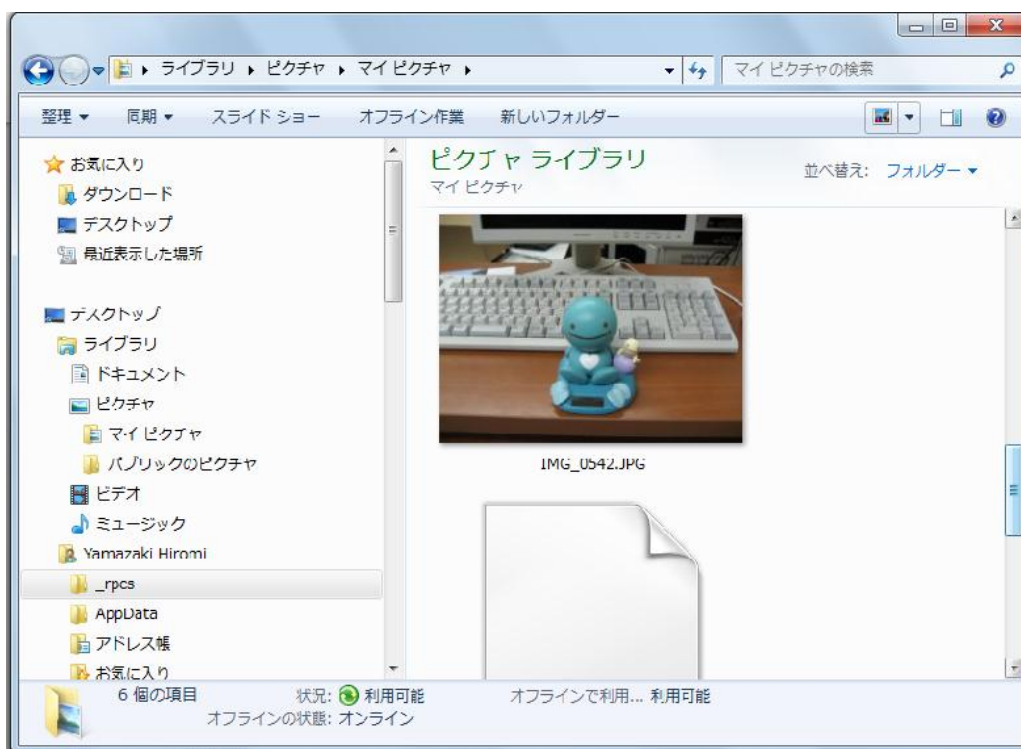 ライブラリ ピクチャ マイ ピクチャ
マイ ピクチャの検索
整理 同期 スライド ショー オフライン作業 新しいフォルダー
お気に入り
ダウンロード
デスクトップ
最近表示した場所
デスクトップ
ライブラリ
ドキュメント
ピクチャ
マイ ピクチャ
パブリックのピクチャ
ビデオ
ミュージック
Yamazaki Hiromi
_rpcs
AppData
アドレス帳
お気に入り
ピクチャ ライブラリ
マイ ピクチャ
並べ替え: フォルダー
IMG_0542.JPG
6 個の項目 状況: 利用可能 オフラインで利用... 利用可能
オフラインの状態: オンライン